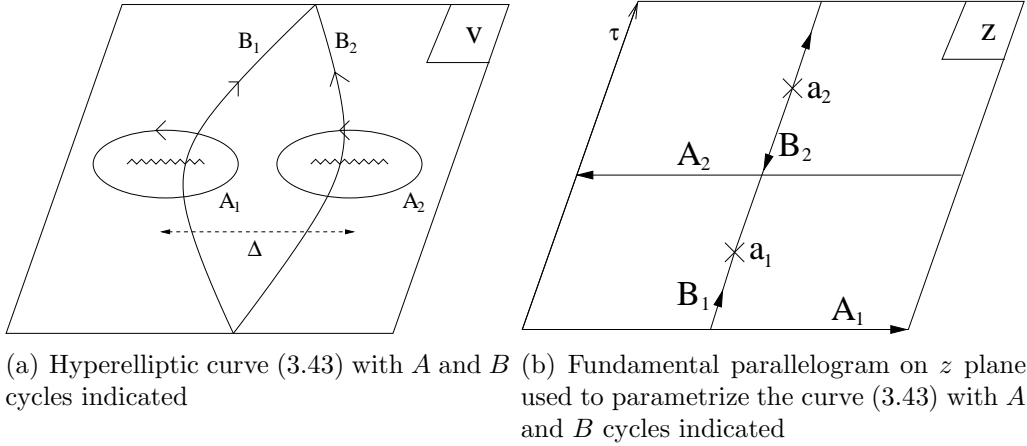 B₁ B₂ v
A₁ A₂
Δ
τ z
a₂
A₂ B₂
a₁
B₁ A₁
(a) Hyperelliptic curve (3.43) with A and B cycles indicated
(b) Fundamental parallelogram on z plane used to parametrize the curve (3.43) with A and B cycles indicated